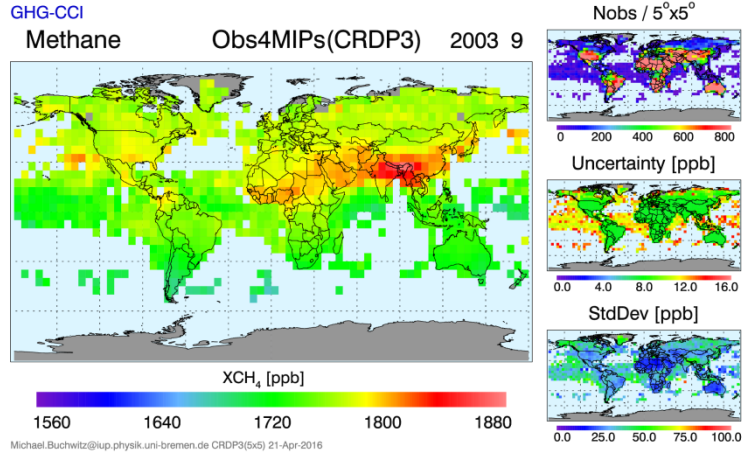 GHG-CCI
Methane Obs4MIPs(CRDP3) 2003 9
XCH₄ [ppb]
1560 1640 1720 1800 1880
Michael.Buchwitz@iup.physik.uni-bremen.de CRDP3(5x5) 21-Apr-2016
Nobs / 5°x5°
0 200 400 600 800
Uncertainty [ppb]
0.0 4.0 8.0 12.0 16.0
StdDev [ppb]
0.0 25.0 50.0 75.0 100.0